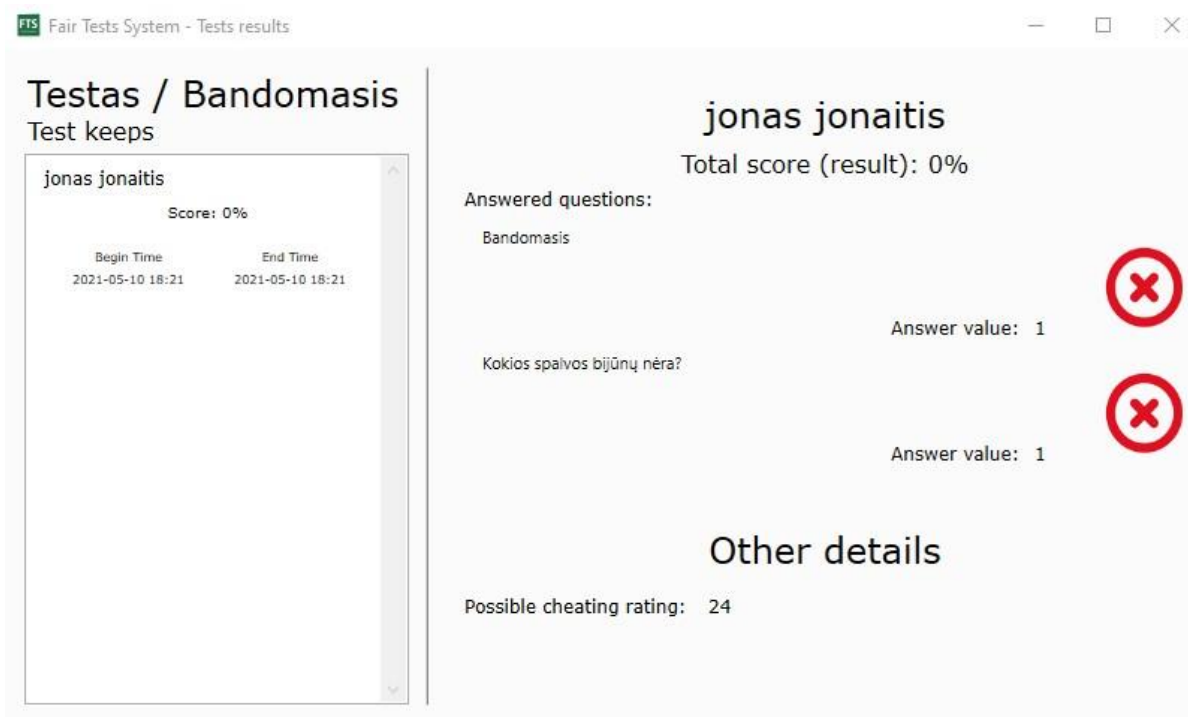 FTS Fair Tests System - Tests results
Testas / Bandomasis
Test keeps
jonas jonaitis
Score: 0%
Begin Time End Time
2021-05-10 18:21 2021-05-10 18:21
jonas jonaitis
Total score (result): 0%
Answered questions:
Bandomasis
Answer value: 1
Kokios spalvos bijūnų nėra?
Answer value: 1
Other details
Possible cheating rating: 24